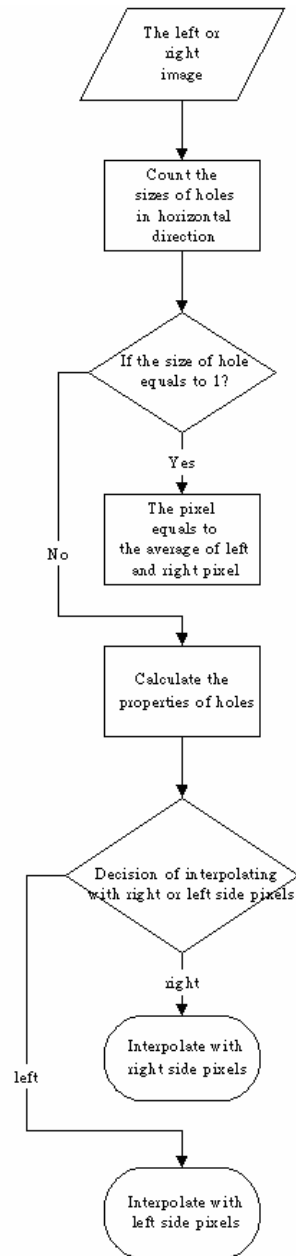 The left or
right
image
Count the
sizes of holes
in horizontal
direction
If the size of hole
equals to 1?
Yes
The pixel
equals to
the average of left
and right pixel
No
Calculate the
properties of holes
Decision of interpolating
with right or left side pixels
right
Interpolate with
right side pixels
left
Interpolate with
left side pixels